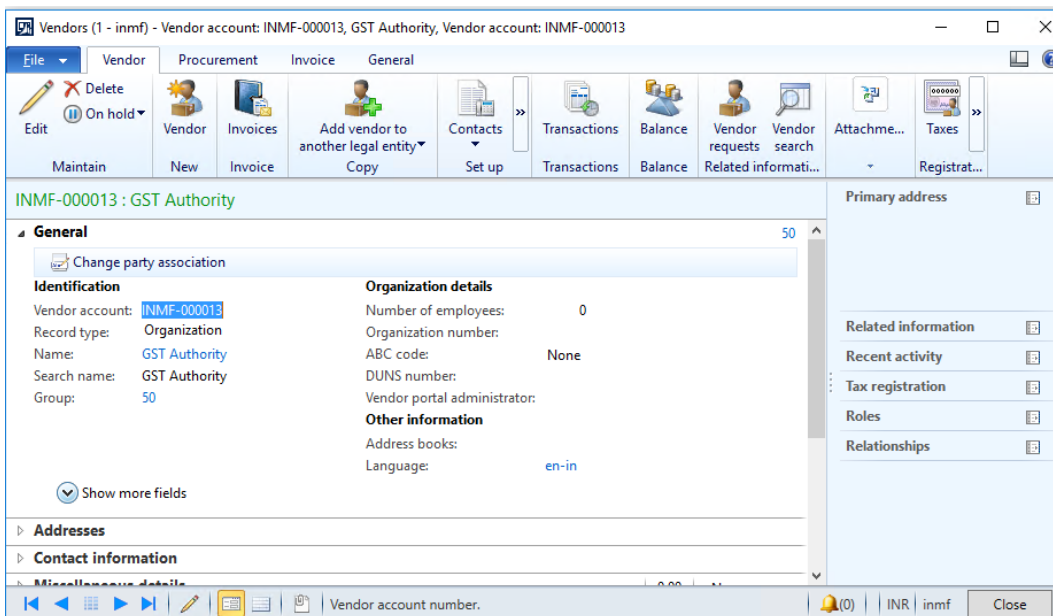 Vendors (1 - inmf) - Vendor account: INMF-000013, GST Authority, Vendor account: INMF-000013
File Vendor Procurement Invoice General
Edit
Delete
On hold
Maintain
Vendor
New
Invoices
Invoice
Add vendor to
another legal entity
Copy
Contacts
Set up
»
Transactions
Transactions
Balance
Balance
Vendor
requests
Vendor
search
Related informati...
Attachme...
Taxes
Registrat...
»
INMF-000013 : GST Authority
General 50
Change party association
Identification
Vendor account: INMF-000013
Record type: Organization
Name: GST Authority
Search name: GST Authority
Group: 50
Organization details
Number of employees: 0
Organization number:
ABC code: None
DUNS number:
Vendor portal administrator:
Other information
Address books:
Language: en-in
Show more fields
Addresses
Contact information
Miscellaneous details
Primary address
Related information
Recent activity
Tax registration
Roles
Relationships
Vendor account number. (0) INR inmf Close